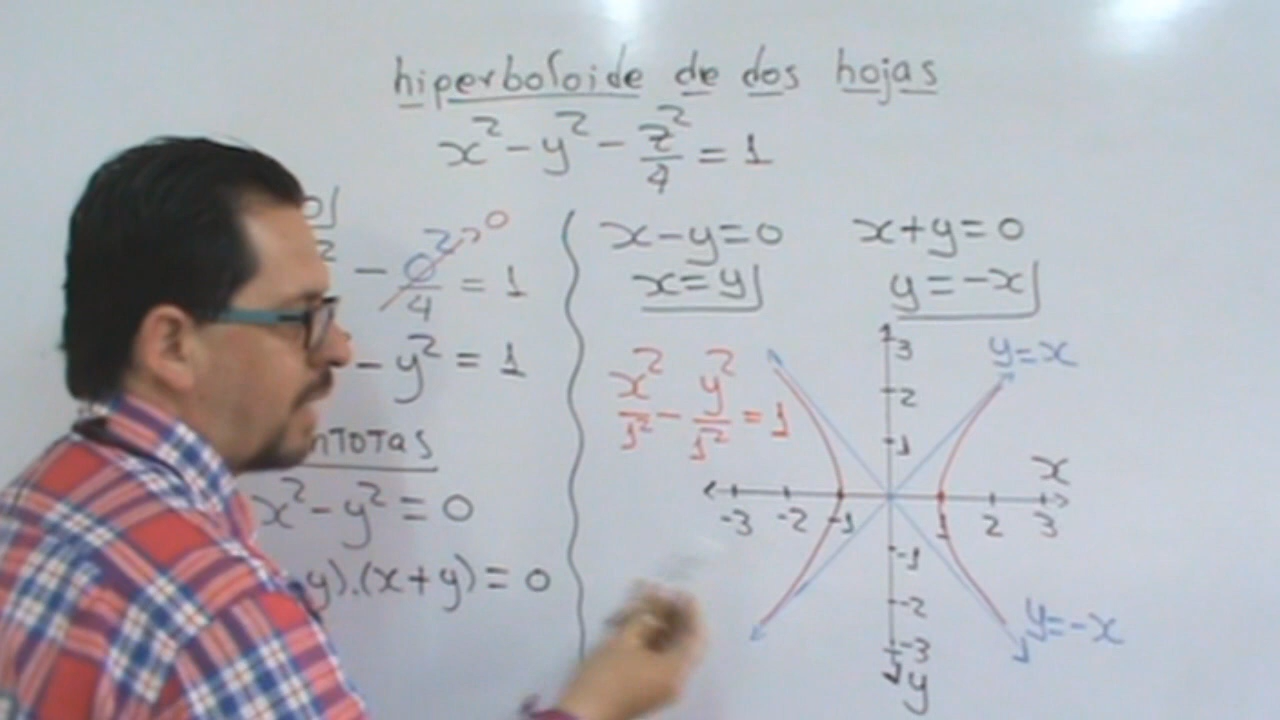 hiperboloide de dos hojas
x² - y² - z²/4 = 1
- 0²/4 → 0 = 1
- y² = 1
x² - y² = 0
y).(x+y) = 0
x - y = 0
x = y
x + y = 0
y = -x
x²/1² - y²/1² = 1
3
2
1
-3 -2 -1 1 2 3
x
-1
-2
-3
y
y = x
y = -x